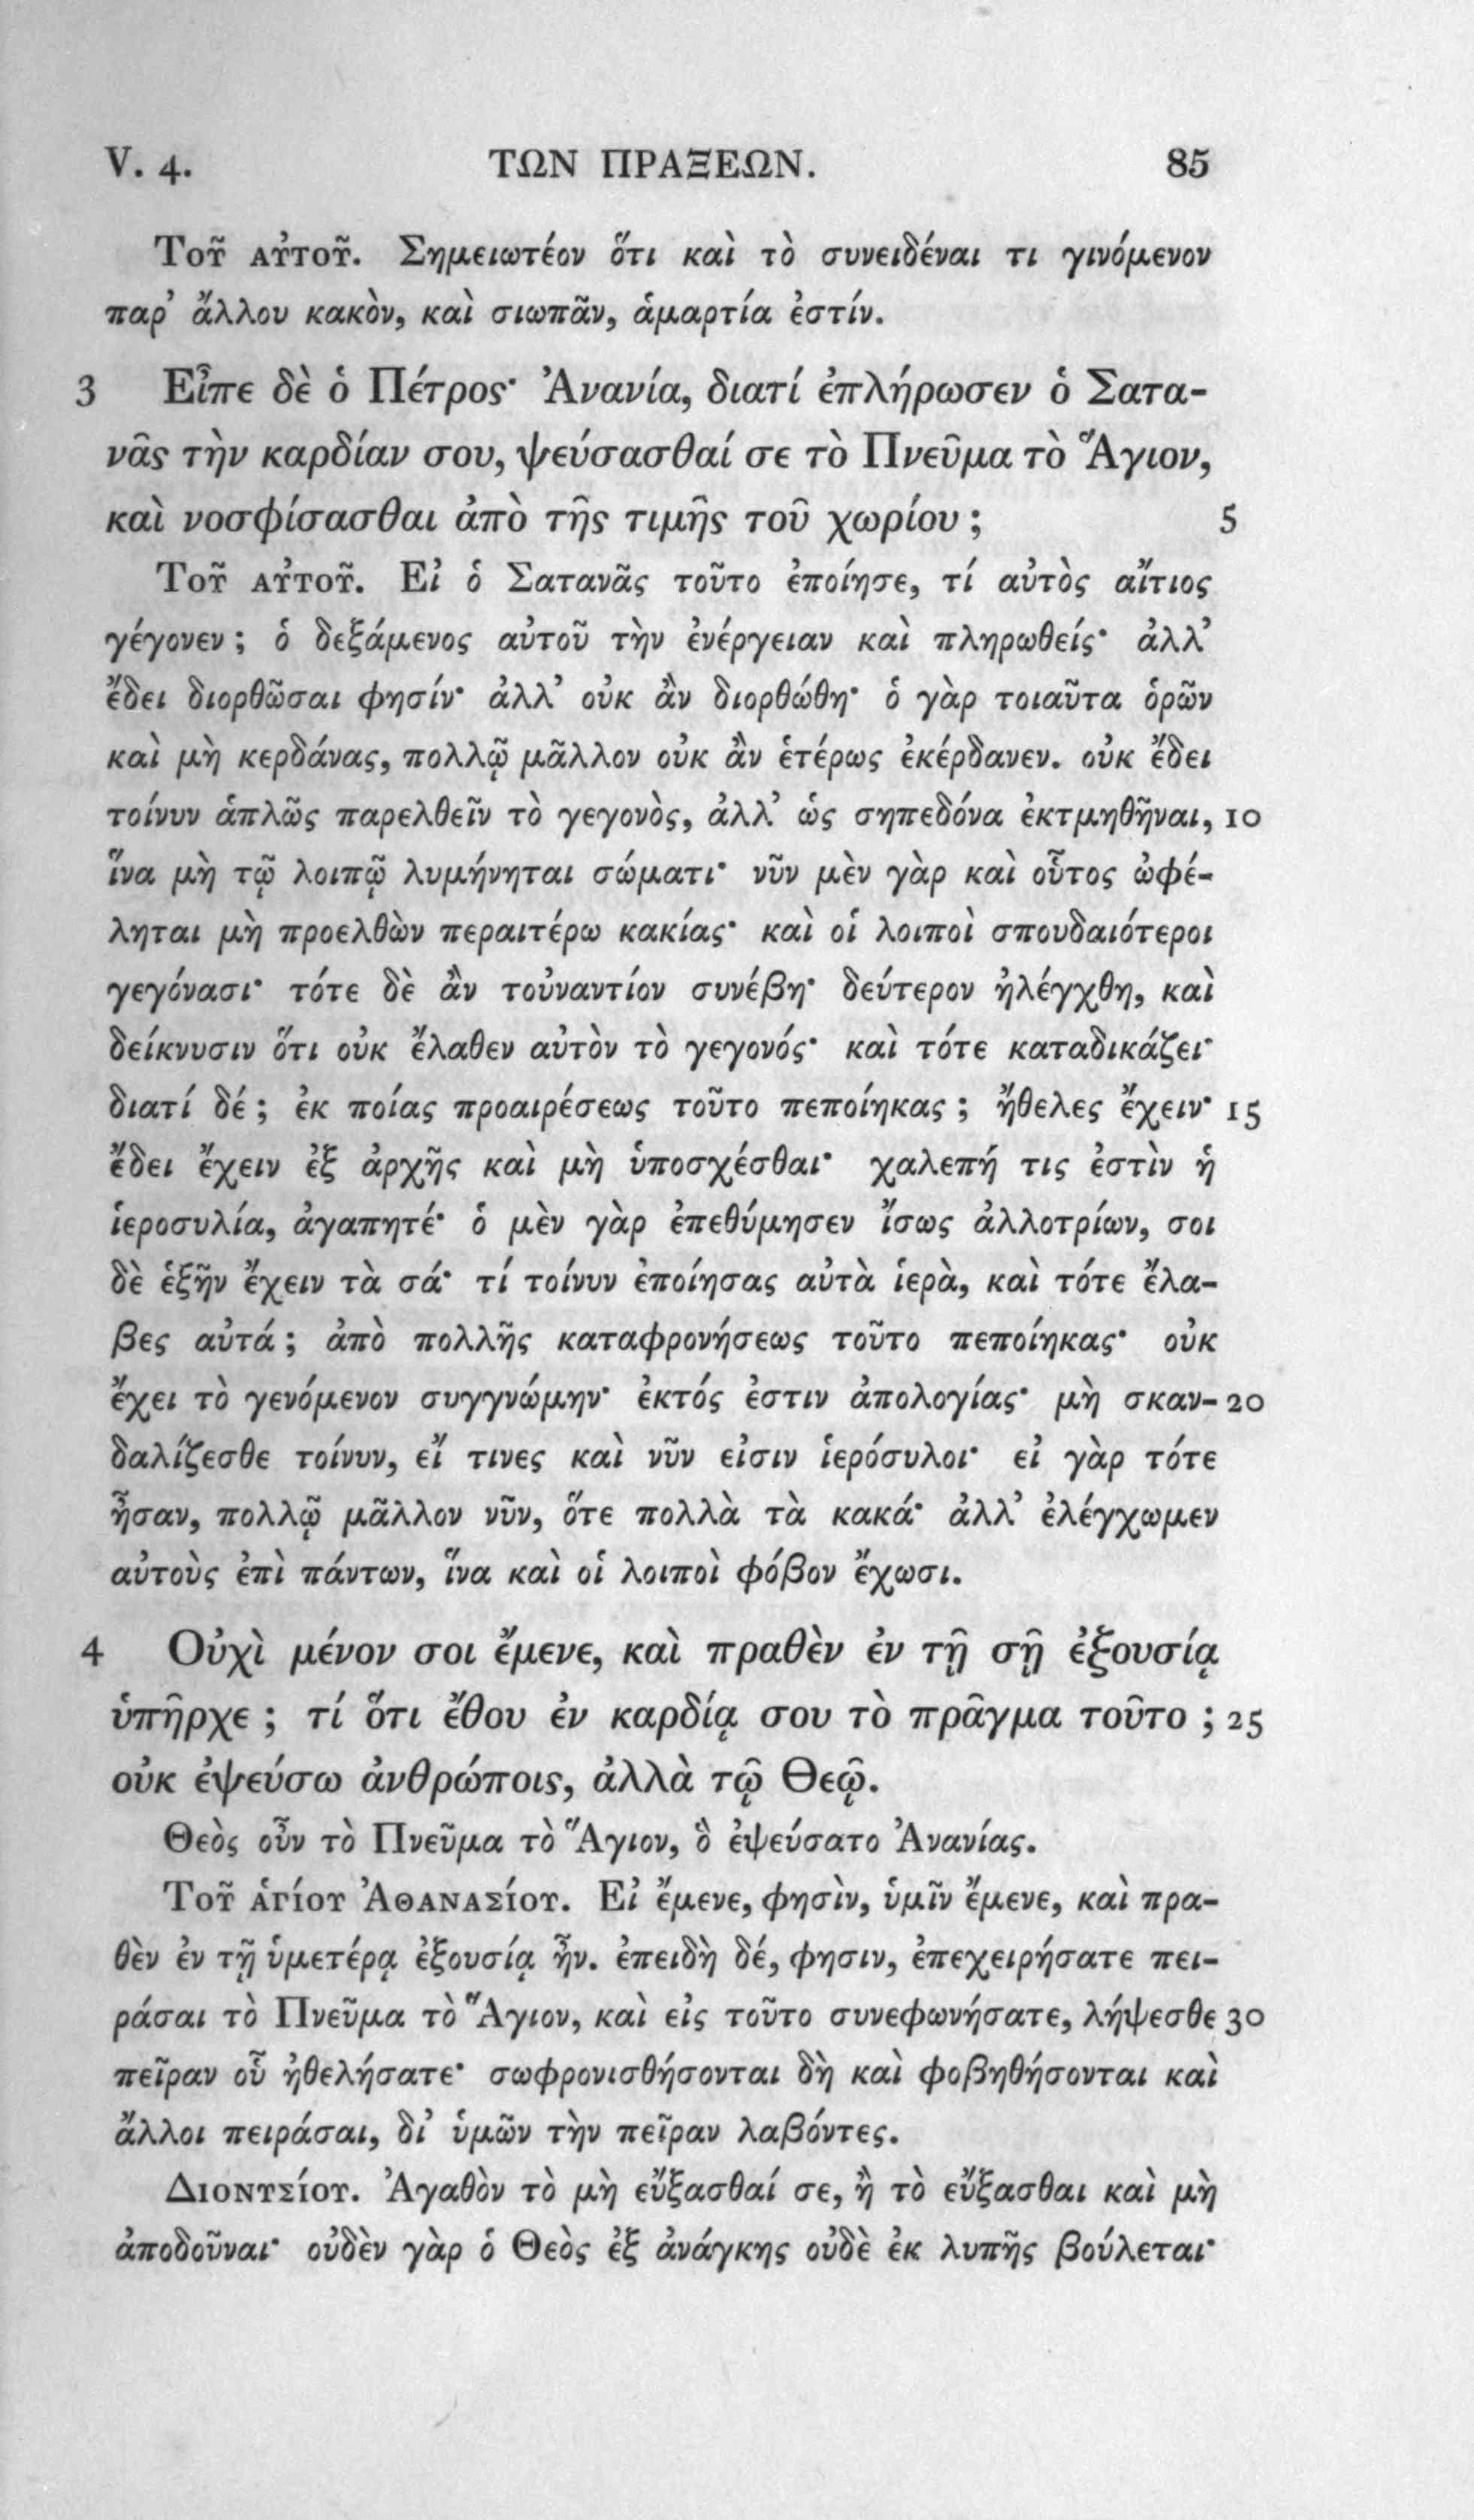 V. 4. ΤΩΝ ΠΡΑΞΕΩΝ. 85
Τοῦ αὐτοῦ. Σημειωτέον ὅτι καὶ τὸ συνειδέναι τι γινόμενον
παρ’ ἄλλου κακὸν, καὶ σιωπᾶν, ἁμαρτία ἐστίν.
3 Εἶπε δὲ ὁ Πέτρος· Ἀνανία, διατί ἐπλήρωσεν ὁ Σατα-
νᾶς τὴν καρδίαν σου, ψεύσασθαί σε τὸ Πνεῦμα τὸ Ἅγιον,
καὶ νοσφίσασθαι ἀπὸ τῆς τιμῆς τοῦ χωρίου ; 5
Τοῦ αὐτοῦ. Εἰ ὁ Σατανᾶς τοῦτο ἐποίησε, τί αὐτὸς αἴτιος
γέγονεν ; ὁ δεξάμενος αὐτοῦ τὴν ἐνέργειαν καὶ πληρωθείς· ἀλλ’
ἔδει διορθῶσαι φησίν· ἀλλ’ οὐκ ἂν διορθώθη· ὁ γὰρ τοιαῦτα ὁρῶν
καὶ μὴ κερδάνας, πολλῷ μᾶλλον οὐκ ἂν ἑτέρως ἐκέρδανεν. οὐκ ἔδει
τοίνυν ἁπλῶς παρελθεῖν τὸ γεγονὸς, ἀλλ’ ὡς σηπεδόνα ἐκτμηθῆναι, 10
ἵνα μὴ τῷ λοιπῷ λυμήνηται σώματι· νῦν μὲν γὰρ καὶ οὗτος ὠφέ-
ληται μὴ προελθὼν περαιτέρω κακίας· καὶ οἱ λοιποὶ σπουδαιότεροι
γεγόνασι· τότε δὲ ἂν τοὐναντίον συνέβη· δεύτερον ἠλέγχθη, καὶ
δείκνυσιν ὅτι οὐκ ἔλαθεν αὐτὸν τὸ γεγονός· καὶ τότε καταδικάζει·
διατί δέ ; ἐκ ποίας προαιρέσεως τοῦτο πεποίηκας ; ἤθελες ἔχειν· 15
ἔδει ἔχειν ἐξ ἀρχῆς καὶ μὴ ὑποσχέσθαι· χαλεπή τις ἐστὶν ἡ
ἱεροσυλία, ἀγαπητέ· ὁ μὲν γὰρ ἐπεθύμησεν ἴσως ἀλλοτρίων, σοι
δὲ ἐξῆν ἔχειν τὰ σά· τί τοίνυν ἐποίησας αὐτὰ ἱερὰ, καὶ τότε ἔλα-
βες αὐτά ; ἀπὸ πολλῆς καταφρονήσεως τοῦτο πεποίηκας· οὐκ
ἔχει τὸ γενόμενον συγγνώμην· ἐκτός ἐστιν ἀπολογίας· μὴ σκαν- 20
δαλίζεσθε τοίνυν, εἴ τινες καὶ νῦν εἰσιν ἱερόσυλοι· εἰ γὰρ τότε
ἦσαν, πολλῷ μᾶλλον νῦν, ὅτε πολλὰ τὰ κακά· ἀλλ’ ἐλέγχωμεν
αὐτοὺς ἐπὶ πάντων, ἵνα καὶ οἱ λοιποὶ φόβον ἔχωσι.
4 Οὐχὶ μένον σοι ἔμενε, καὶ πραθὲν ἐν τῇ σῇ ἐξουσίᾳ
ὑπῆρχε ; τί ὅτι ἔθου ἐν καρδίᾳ σου τὸ πρᾶγμα τοῦτο ; 25
οὐκ ἐψεύσω ἀνθρώποις, ἀλλὰ τῷ Θεῷ.
Θεὸς οὖν τὸ Πνεῦμα τὸ Ἅγιον, ὃ ἐψεύσατο Ἀνανίας.
Τοῦ ἁγίου Ἀθανασίου. Εἰ ἔμενε, φησὶν, ὑμῖν ἔμενε, καὶ πρα-
θὲν ἐν τῇ ὑμετέρᾳ ἐξουσίᾳ ἦν. ἐπειδὴ δέ, φησιν, ἐπεχειρήσατε πει-
ράσαι τὸ Πνεῦμα τὸ Ἅγιον, καὶ εἰς τοῦτο συνεφωνήσατε, λήψεσθε 30
πεῖραν οὗ ἠθελήσατε· σωφρονισθήσονται δὴ καὶ φοβηθήσονται καὶ
ἄλλοι πειράσαι, δι’ ὑμῶν τὴν πεῖραν λαβόντες.
Διονυσίου. Ἀγαθὸν τὸ μὴ εὔξασθαί σε, ἢ τὸ εὔξασθαι καὶ μὴ
ἀποδοῦναι· οὐδὲν γὰρ ὁ Θεὸς ἐξ ἀνάγκης οὐδὲ ἐκ λυπῆς βούλεται·